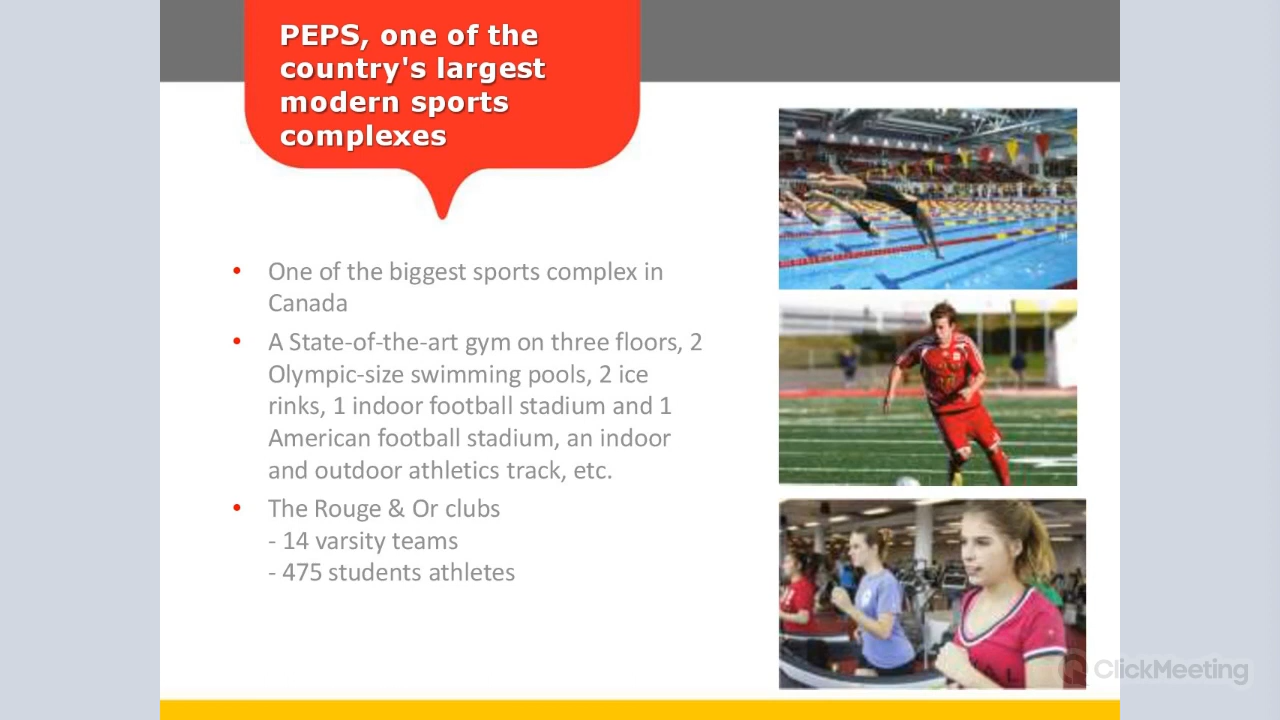 PEPS, one of the
country's largest
modern sports
complexes
• One of the biggest sports complex in
Canada
• A State-of-the-art gym on three floors, 2
Olympic-size swimming pools, 2 ice
rinks, 1 indoor football stadium and 1
American football stadium, an indoor
and outdoor athletics track, etc.
• The Rouge & Or clubs
- 14 varsity teams
- 475 students athletes
ClickMeeting